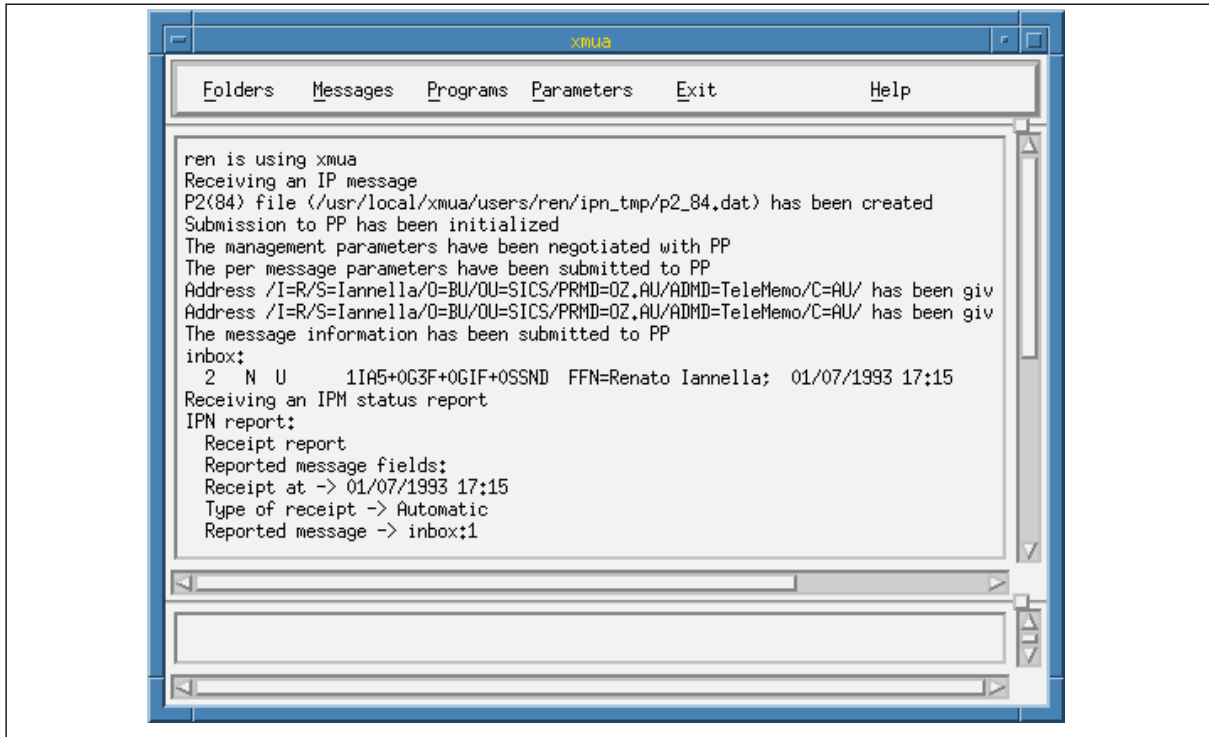 xmua
Folders Messages Programs Parameters Exit Help
ren is using xmua
Receiving an IP message
P2(84) file (/usr/local/xmua/users/ren/ipn_tmp/p2_84.dat) has been created
Submission to PP has been initialized
The management parameters have been negotiated with PP
The per message parameters have been submitted to PP
Address /I=R/S=Iannella/O=BU/OU=SICS/PRMD=OZ.AU/ADMD=TeleMemo/C=AU/ has been giv
Address /I=R/S=Iannella/O=BU/OU=SICS/PRMD=OZ.AU/ADMD=TeleMemo/C=AU/ has been giv
The message information has been submitted to PP
inbox:
2 N U 1IA5+0G3F+0GIF+0SSND FFN=Renato Iannella; 01/07/1993 17:15
Receiving an IPM status report
IPN report:
Receipt report
Reported message fields:
Receipt at -> 01/07/1993 17:15
Type of receipt -> Automatic
Reported message -> inbox:1